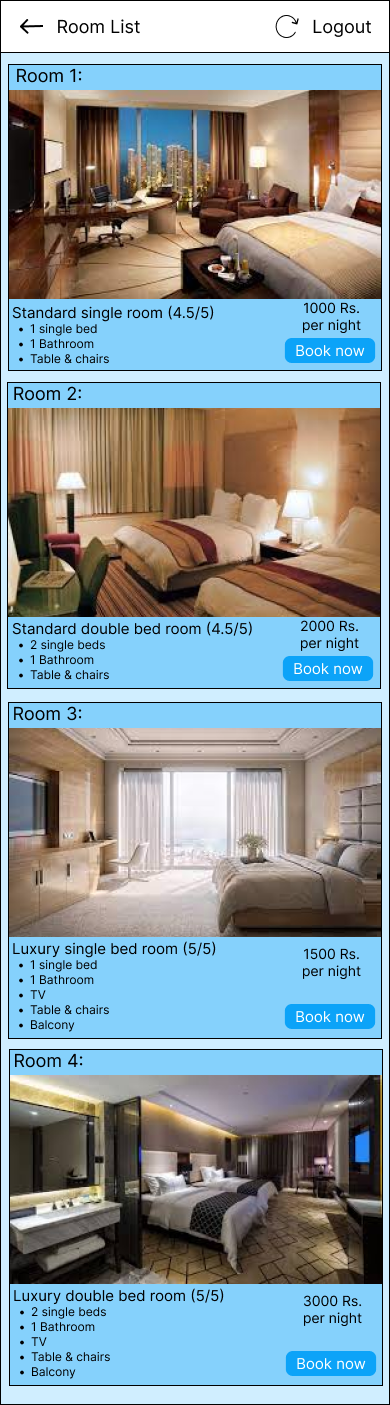 Room List
Logout
Room 1:
Standard single room (4.5/5)
• 1 single bed
• 1 Bathroom
• Table & chairs
1000 Rs.
per night
Book now
Room 2:
Standard double bed room (4.5/5)
• 2 single beds
• 1 Bathroom
• Table & chairs
2000 Rs.
per night
Book now
Room 3:
Luxury single bed room (5/5)
• 1 single bed
• 1 Bathroom
• TV
• Table & chairs
• Balcony
1500 Rs.
per night
Book now
Room 4:
Luxury double bed room (5/5)
• 2 single beds
• 1 Bathroom
• TV
• Table & chairs
• Balcony
3000 Rs.
per night
Book now